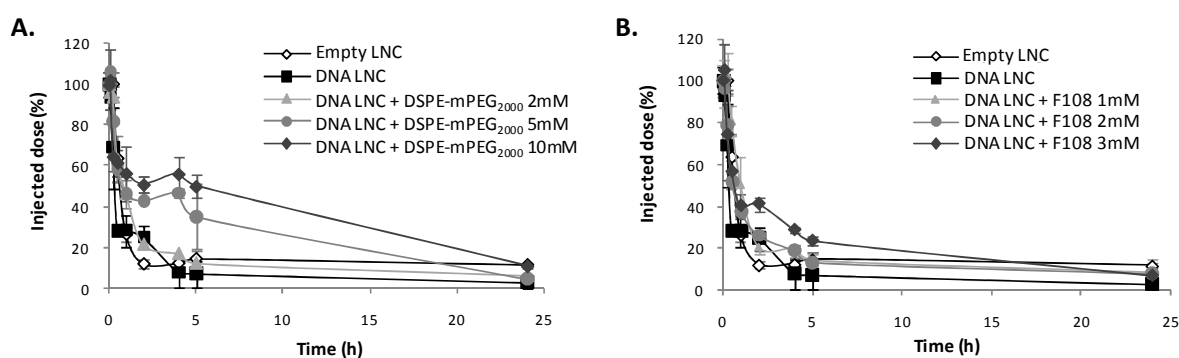 A.
Injected dose (%)
120
100
80
60
40
20
0
0
5
10
15
20
25
Time (h)
Empty LNC
DNA LNC
DNA LNC + DSPE-mPEG₂₀₀₀ 2mM
DNA LNC + DSPE-mPEG₂₀₀₀ 5mM
DNA LNC + DSPE-mPEG₂₀₀₀ 10mM
B.
Injected dose (%)
120
100
80
60
40
20
0
0
5
10
15
20
25
Time (h)
Empty LNC
DNA LNC
DNA LNC + F108 1mM
DNA LNC + F108 2mM
DNA LNC + F108 3mM